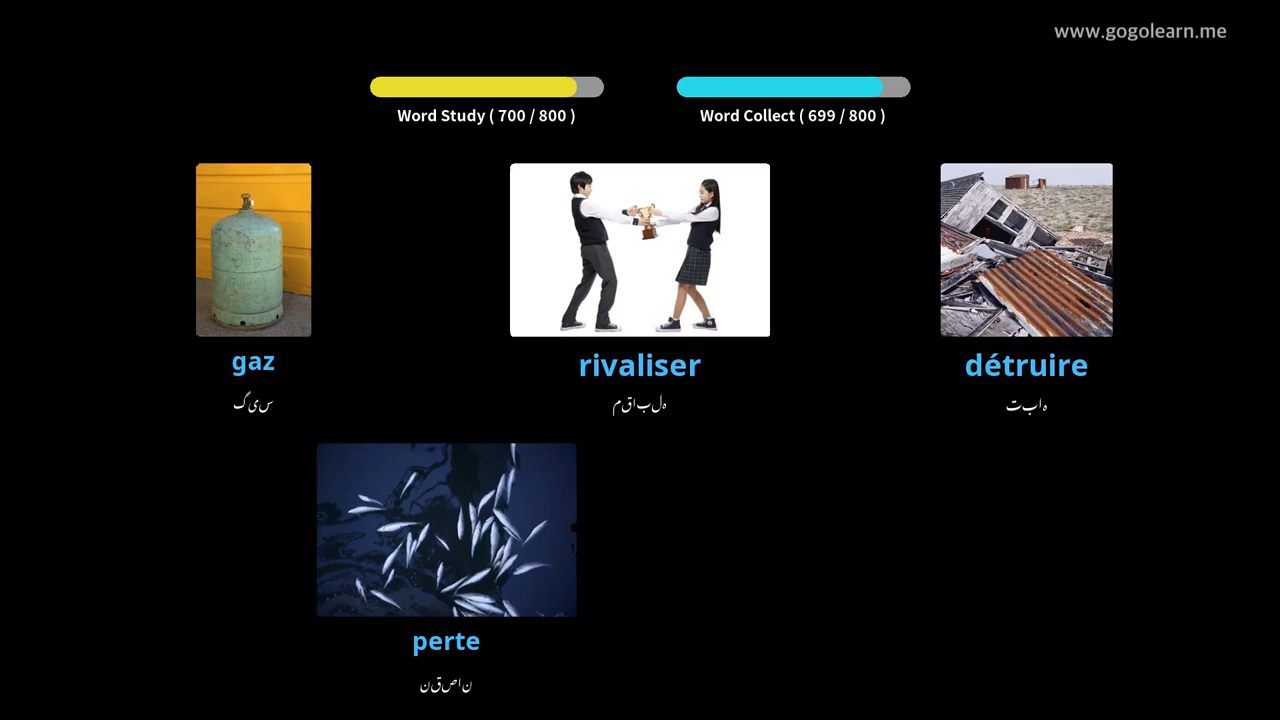 www.gogolearn.me
Word Study ( 700 / 800 )
Word Collect ( 699 / 800 )
gaz
گیس
rivaliser
مقابلہ
détruire
تباہ
perte
نقصان